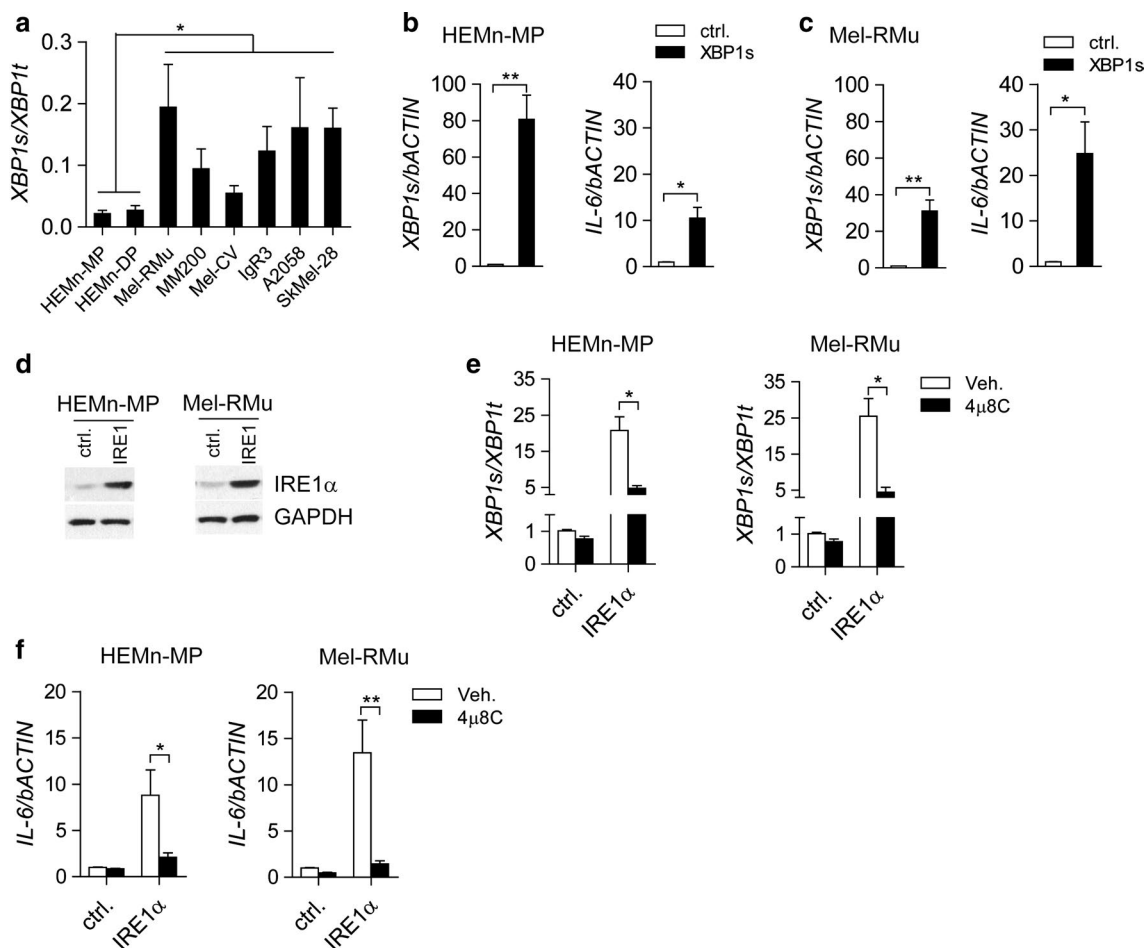 a
*
XBP1s/XBP1t
0.3
0.2
0.1
0.0
HEMn-MP
HEMn-DP
Mel-RMu
MM200
Mel-CV
IgR3
A2058
SkMel-28
b
HEMn-MP
ctrl.
XBP1s
XBP1s/bACTIN
100
80
60
40
20
0
**
IL-6/bACTIN
40
30
20
10
0
*
c
Mel-RMu
ctrl.
XBP1s
XBP1s/bACTIN
100
80
60
40
20
0
**
IL-6/bACTIN
40
30
20
10
0
*
d
HEMn-MP
Mel-RMu
ctrl.
IRE1
ctrl.
IRE1
IRE1α
GAPDH
e
HEMn-MP
XBP1s/XBP1t
35
25
15
5
1
0
*
ctrl.
IRE1α
Mel-RMu
XBP1s/XBP1t
35
25
15
5
1
0
*
ctrl.
IRE1α
Veh.
4µ8C
f
HEMn-MP
IL-6/bACTIN
20
15
10
5
0
*
ctrl.
IRE1α
Mel-RMu
IL-6/bACTIN
20
15
10
5
0
**
ctrl.
IRE1α
Veh.
4µ8C